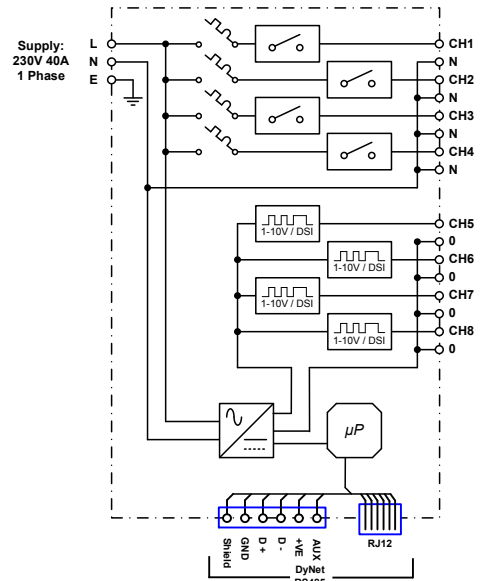 Supply:
230V 40A
1 Phase
L
N
E
CH1
N
CH2
N
CH3
N
CH4
N
1-10V / DSI
CH5
0
1-10V / DSI
CH6
0
1-10V / DSI
CH7
0
1-10V / DSI
CH8
0
µP
Shield
GND
D +
D -
+VE
AUX
RJ12
DyNet
RS485